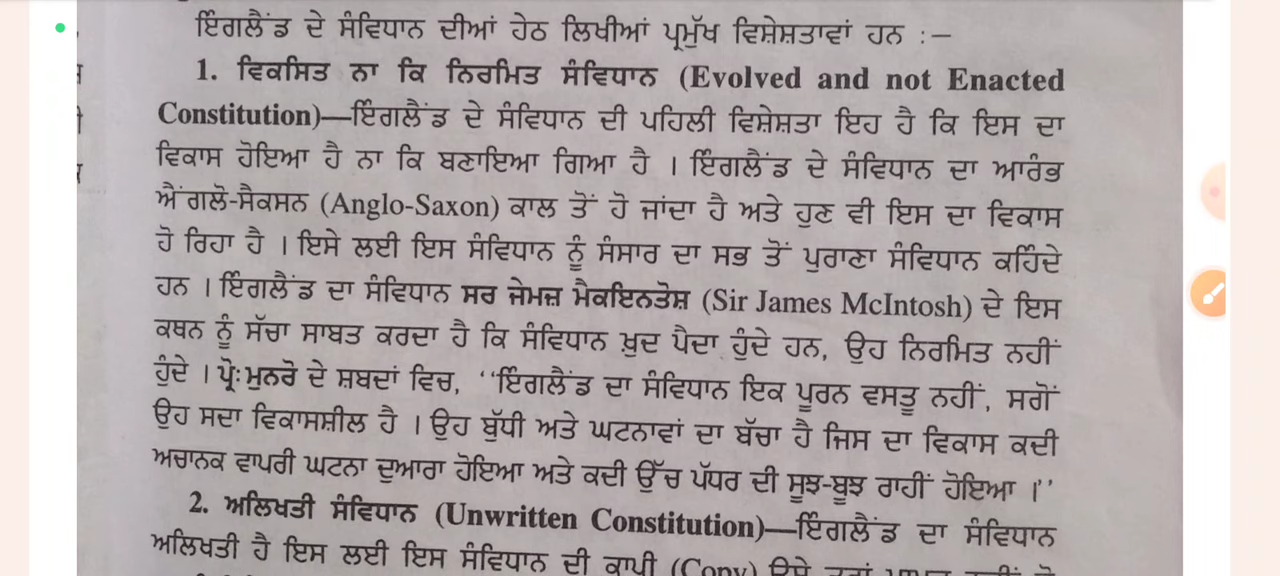 ਇੰਗਲੈਂਡ ਦੇ ਸੰਵਿਧਾਨ ਦੀਆਂ ਹੇਠ ਲਿਖੀਆਂ ਪ੍ਰਮੁੱਖ ਵਿਸ਼ੇਸ਼ਤਾਵਾਂ ਹਨ :—
1. ਵਿਕਸਿਤ ਨਾ ਕਿ ਨਿਰਮਿਤ ਸੰਵਿਧਾਨ (Evolved and not Enacted
Constitution)—ਇੰਗਲੈਂਡ ਦੇ ਸੰਵਿਧਾਨ ਦੀ ਪਹਿਲੀ ਵਿਸ਼ੇਸ਼ਤਾ ਇਹ ਹੈ ਕਿ ਇਸ ਦਾ
ਵਿਕਾਸ ਹੋਇਆ ਹੈ ਨਾ ਕਿ ਬਣਾਇਆ ਗਿਆ ਹੈ । ਇੰਗਲੈਂਡ ਦੇ ਸੰਵਿਧਾਨ ਦਾ ਆਰੰਭ
ਐਂਗਲੋ-ਸੈਕਸਨ (Anglo-Saxon) ਕਾਲ ਤੋਂ ਹੋ ਜਾਂਦਾ ਹੈ ਅਤੇ ਹੁਣ ਵੀ ਇਸ ਦਾ ਵਿਕਾਸ
ਹੋ ਰਿਹਾ ਹੈ । ਇਸੇ ਲਈ ਇਸ ਸੰਵਿਧਾਨ ਨੂੰ ਸੰਸਾਰ ਦਾ ਸਭ ਤੋਂ ਪੁਰਾਣਾ ਸੰਵਿਧਾਨ ਕਹਿੰਦੇ
ਹਨ । ਇੰਗਲੈਂਡ ਦਾ ਸੰਵਿਧਾਨ ਸਰ ਜੇਮਜ਼ ਮੈਕਇਨਤੋਸ਼ (Sir James McIntosh) ਦੇ ਇਸ
ਕਥਨ ਨੂੰ ਸੱਚਾ ਸਾਬਤ ਕਰਦਾ ਹੈ ਕਿ ਸੰਵਿਧਾਨ ਖ਼ੁਦ ਪੈਦਾ ਹੁੰਦੇ ਹਨ, ਉਹ ਨਿਰਮਿਤ ਨਹੀਂ
ਹੁੰਦੇ । ਪ੍ਰੋ: ਮੁਨਰੋ ਦੇ ਸ਼ਬਦਾਂ ਵਿਚ, ‘‘ਇੰਗਲੈਂਡ ਦਾ ਸੰਵਿਧਾਨ ਇਕ ਪੂਰਨ ਵਸਤੂ ਨਹੀਂ, ਸਗੋਂ
ਉਹ ਸਦਾ ਵਿਕਾਸਸ਼ੀਲ ਹੈ । ਉਹ ਬੁੱਧੀ ਅਤੇ ਘਟਨਾਵਾਂ ਦਾ ਬੱਚਾ ਹੈ ਜਿਸ ਦਾ ਵਿਕਾਸ ਕਦੀ
ਅਚਾਨਕ ਵਾਪਰੀ ਘਟਨਾ ਦੁਆਰਾ ਹੋਇਆ ਅਤੇ ਕਦੀ ਉੱਚ ਪੱਧਰ ਦੀ ਸੂਝ-ਬੂਝ ਰਾਹੀਂ ਹੋਇਆ ।’’
2. ਅਲਿਖਤੀ ਸੰਵਿਧਾਨ (Unwritten Constitution)—ਇੰਗਲੈਂਡ ਦਾ ਸੰਵਿਧਾਨ
ਅਲਿਖਤੀ ਹੈ ਇਸ ਲਈ ਇਸ ਸੰਵਿਧਾਨ ਦੀ ਕਾਪੀ (Copy)